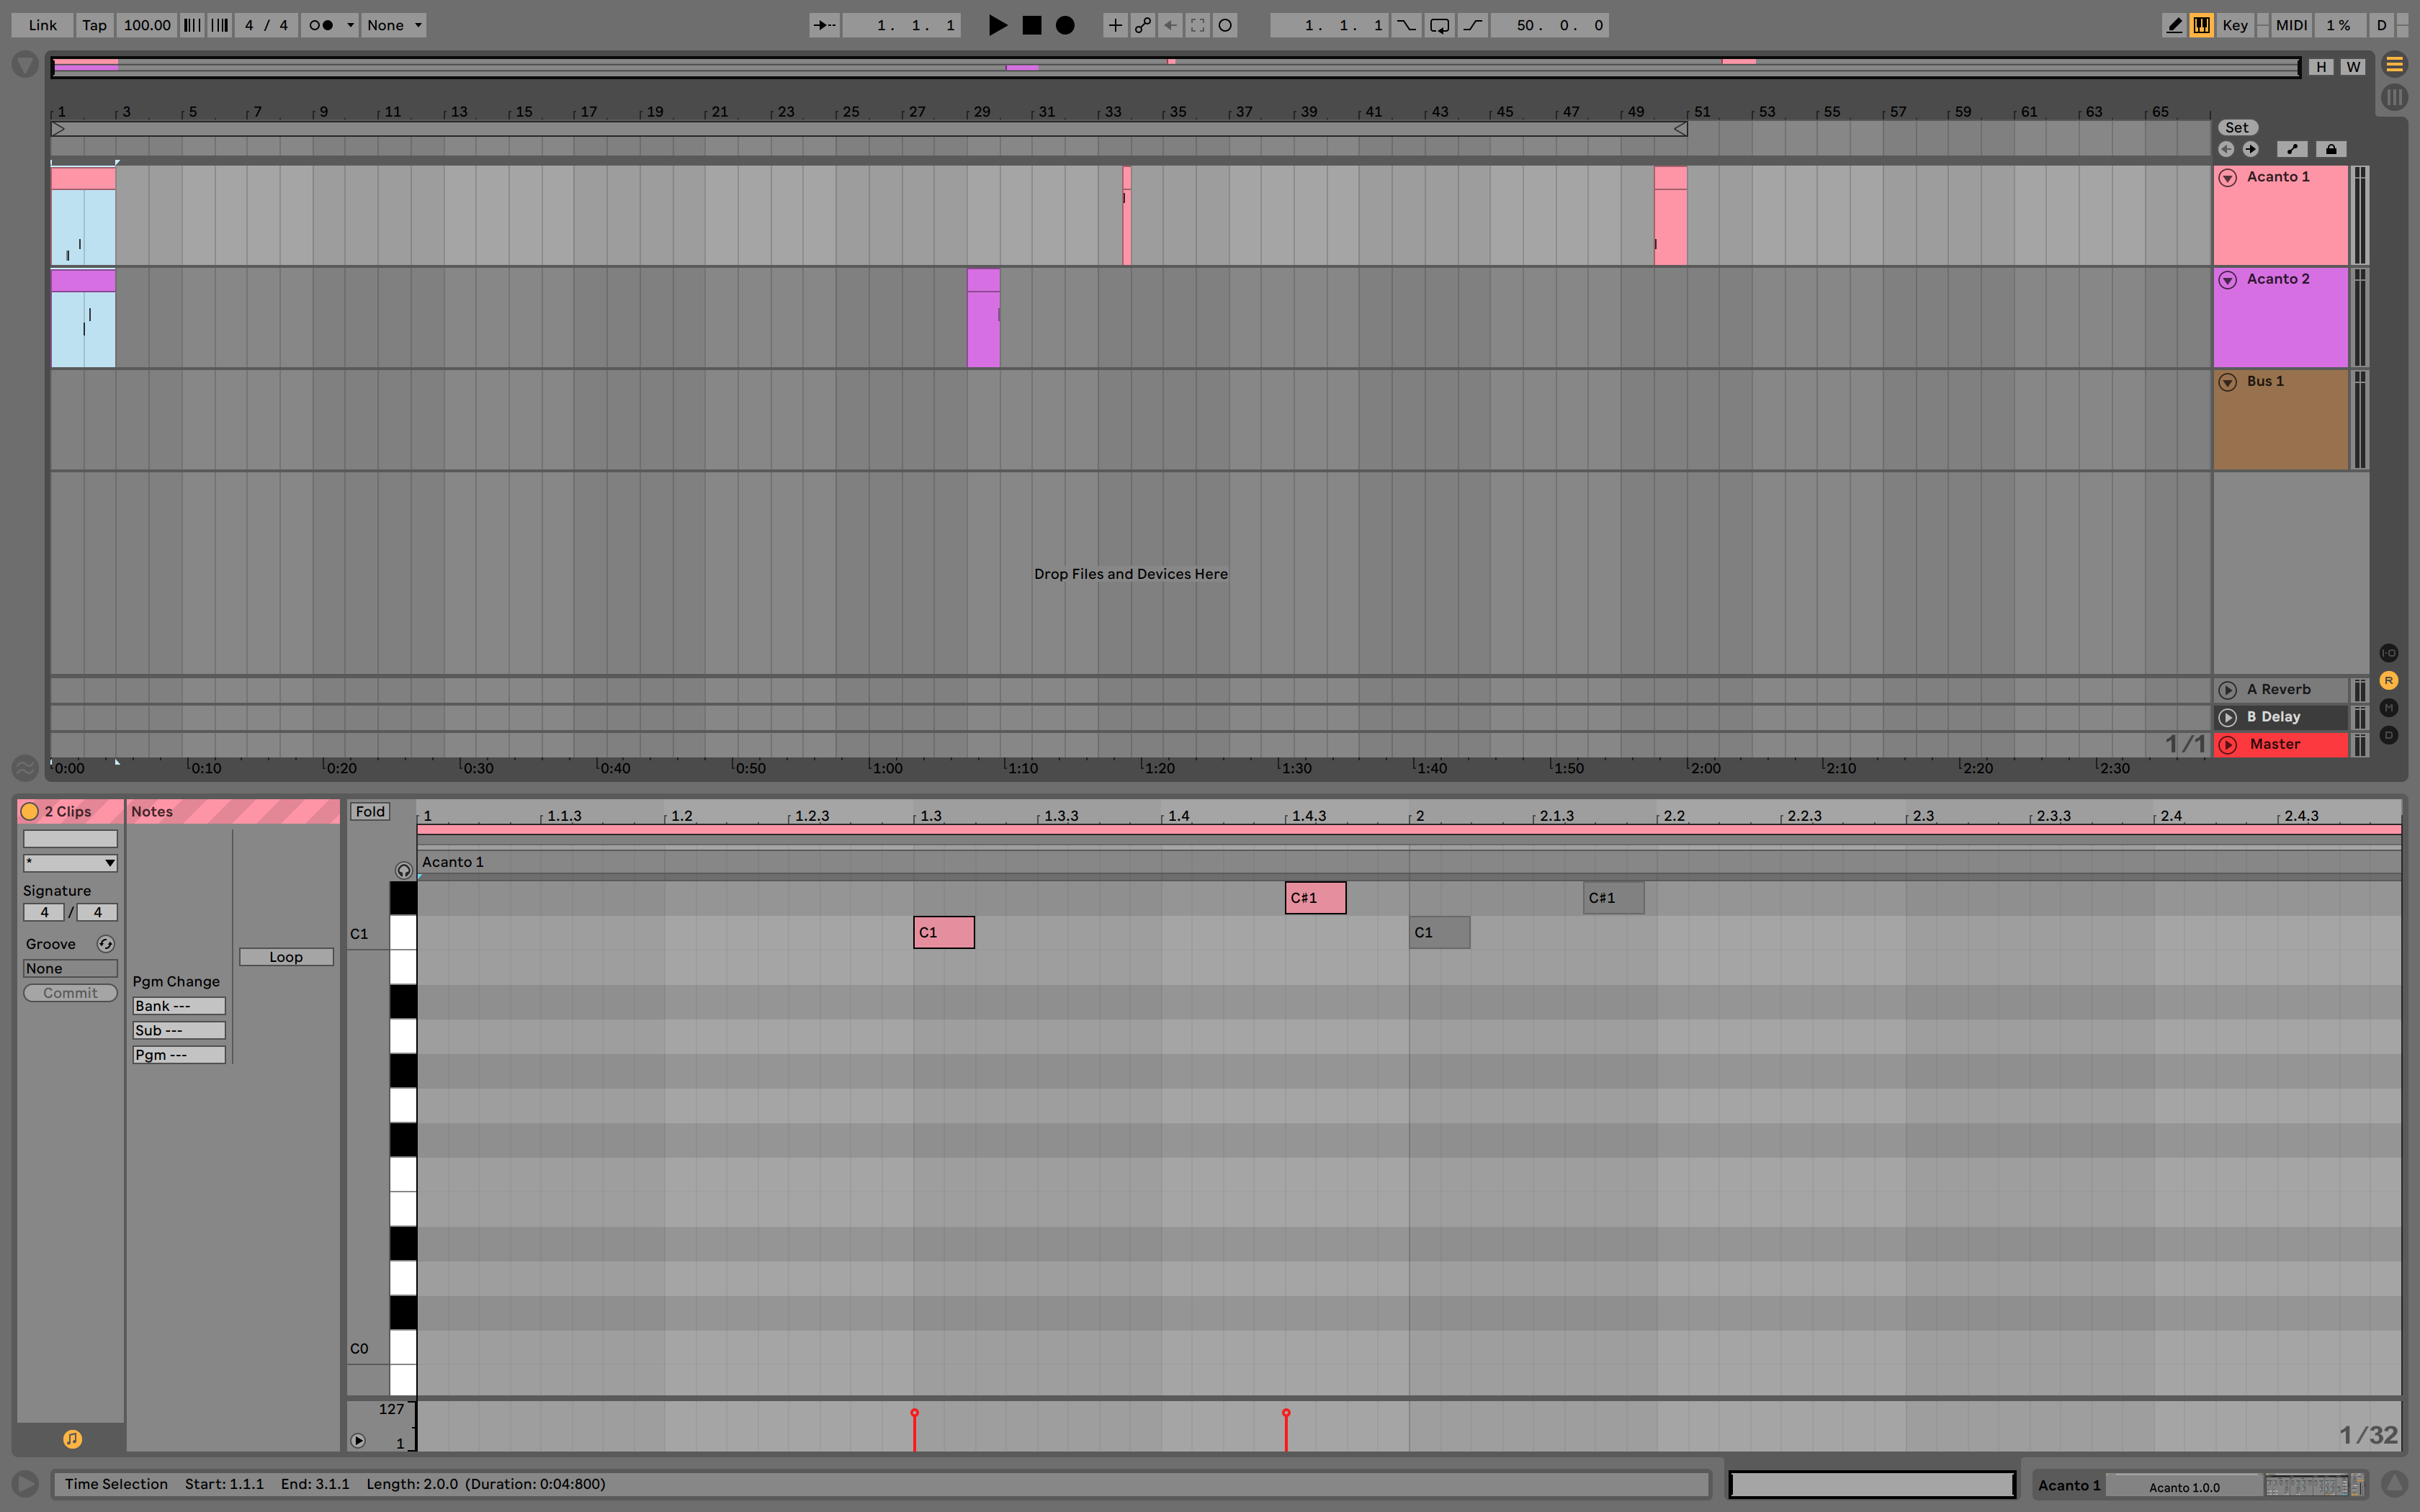 Link Tap 100.00 4 / 4 None 1. 1. 1 1. 1. 1 50. 0. 0 Key MIDI 1 % D
H W
1 3 5 7 9 11 13 15 17 19 21 23 25 27 29 31 33 35 37 39 41 43 45 47 49 51 53 55 57 59 61 63 65
Set
Acanto 1
Acanto 2
Bus 1
Drop Files and Devices Here
I·O
A Reverb R
B Delay M
D
1/1 Master
0:00 0:10 0:20 0:30 0:40 0:50 1:00 1:10 1:20 1:30 1:40 1:50 2:00 2:10 2:20 2:30
2 Clips Notes Fold 1 1.1.3 1.2 1.2.3 1.3 1.3.3 1.4 1.4.3 2 2.1.3 2.2 2.2.3 2.3 2.3.3 2.4 2.4.3
* Acanto 1
Signature C#1 C#1
4 / 4
C1 C1 C1
Groove
Loop
None
Pgm Change
Commit
Bank ---
Sub ---
Pgm ---
C0
127
1 1/32
Time Selection Start: 1.1.1 End: 3.1.1 Length: 2.0.0 (Duration: 0:04:800) Acanto 1 Acanto 1.0.0